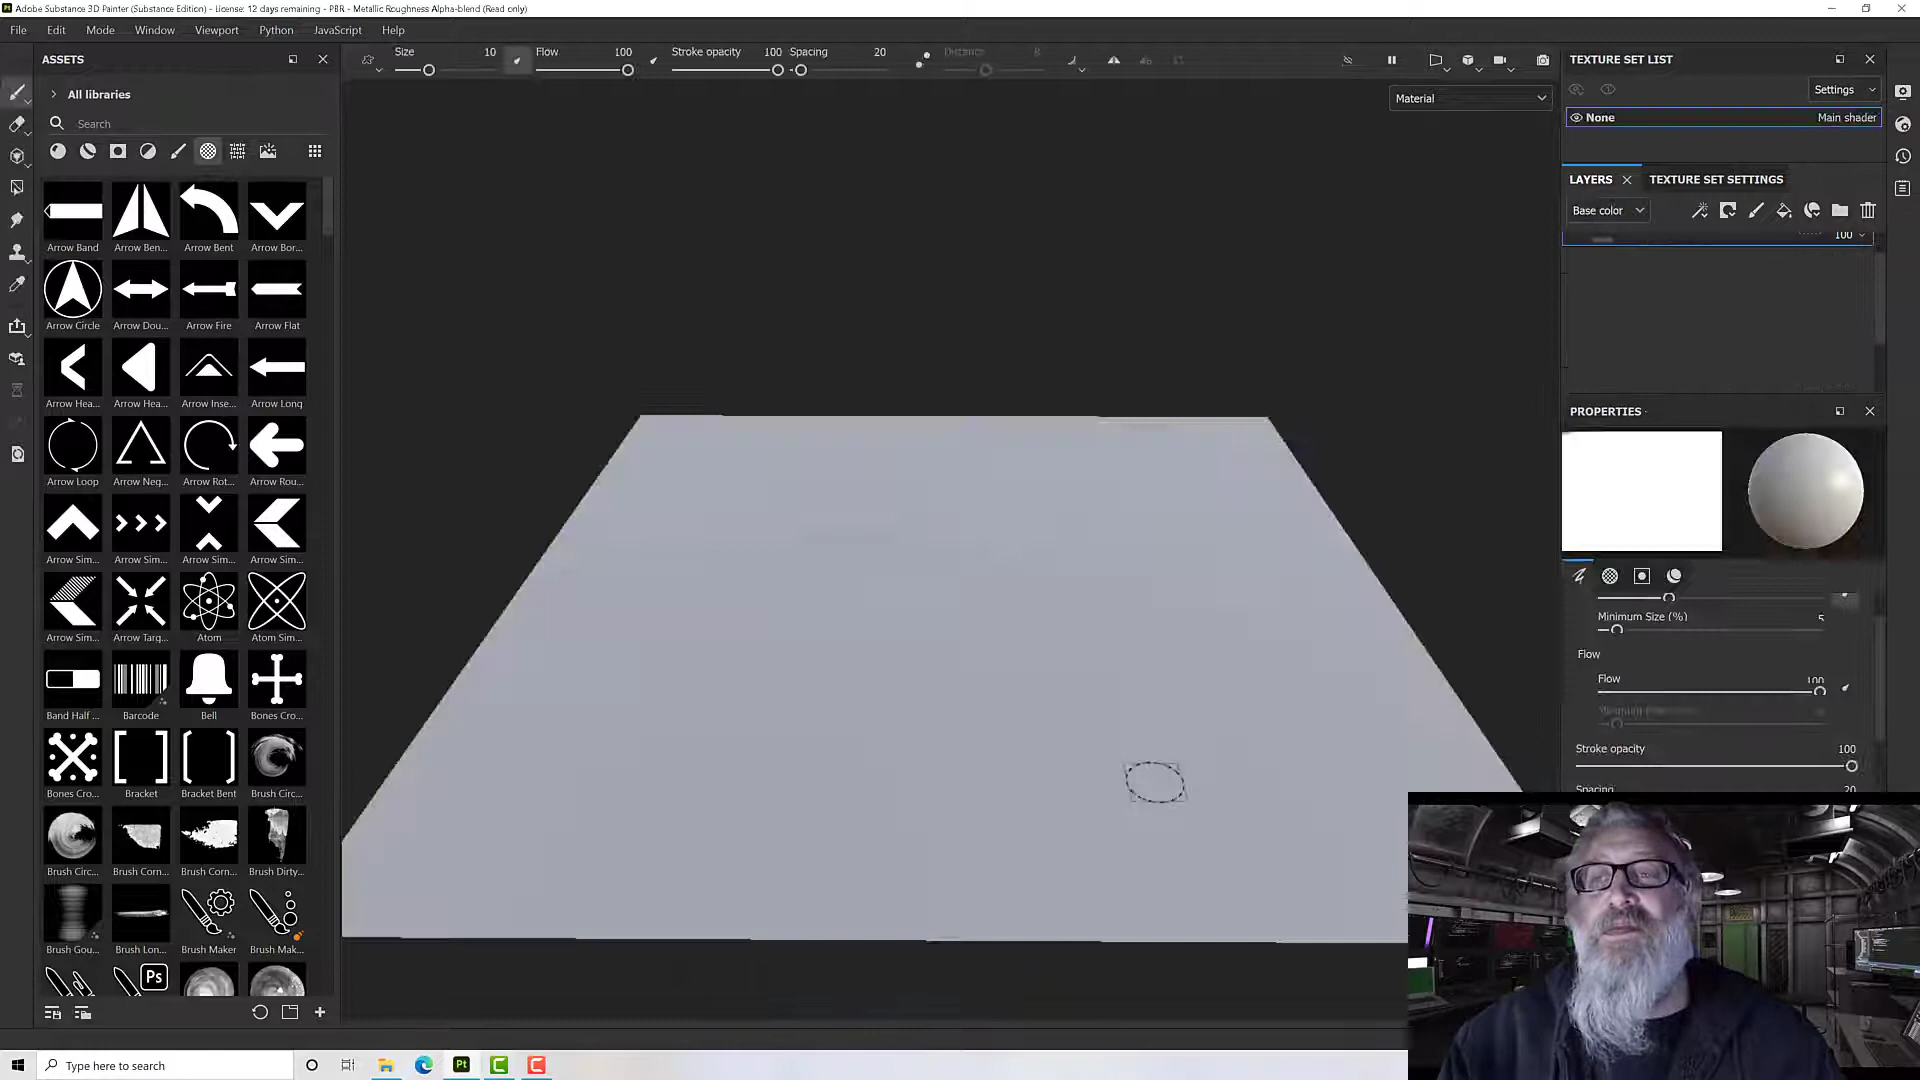 Adobe Substance 3D Painter (Substance Edition) - License: 12 days remaining - PBR - Metallic Roughness Alpha-blend (Read only)
File Edit Mode Window Viewport Python JavaScript Help
ASSETS
All libraries
Search
Arrow Band Arrow Ben... Arrow Bent Arrow Bor...
Arrow Circle Arrow Dou... Arrow Fire Arrow Flat
Arrow Hea... Arrow Hea... Arrow Inse... Arrow Long
Arrow Loop Arrow Neg... Arrow Rot... Arrow Rou...
Arrow Sim... Arrow Sim... Arrow Sim... Arrow Sim...
Arrow Sim... Arrow Targ... Atom Atom Sim...
Band Half ... Barcode Bell Bones Cro...
Bones Cro... Bracket Bracket Bent Brush Circ...
Brush Circ... Brush Corn... Brush Corn... Brush Dirty...
Brush Gou... Brush Lon... Brush Maker Brush Mak...
Ps
Size 10 Flow 100 Stroke opacity 100 Spacing 20 Distance 8
Material
TEXTURE SET LIST
Settings
None Main shader
LAYERS TEXTURE SET SETTINGS
Base color
100
PROPERTIES
Minimum Size (%) 5
Flow
Flow 100
Stroke opacity 100
Spacing 20
Type here to search
Pt